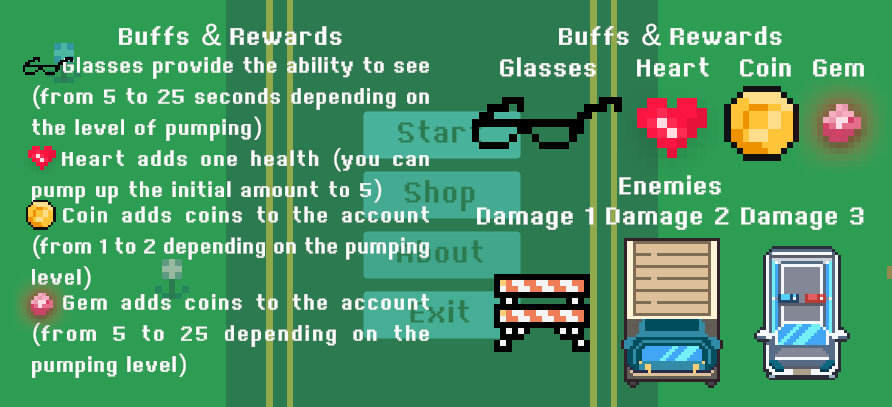 Buffs & Rewards
Glasses provide the ability to see
(from 5 to 25 seconds depending on
the level of pumping)
Heart adds one health (you can
pump up the initial amount to 5)
Coin adds coins to the account
(from 1 to 2 depending on the pumping
level)
Gem adds coins to the account
(from 5 to 25 depending on the
pumping level)
Start
Shop
About
Exit
Buffs & Rewards
Glasses Heart Coin Gem
Enemies
Damage 1 Damage 2 Damage 3